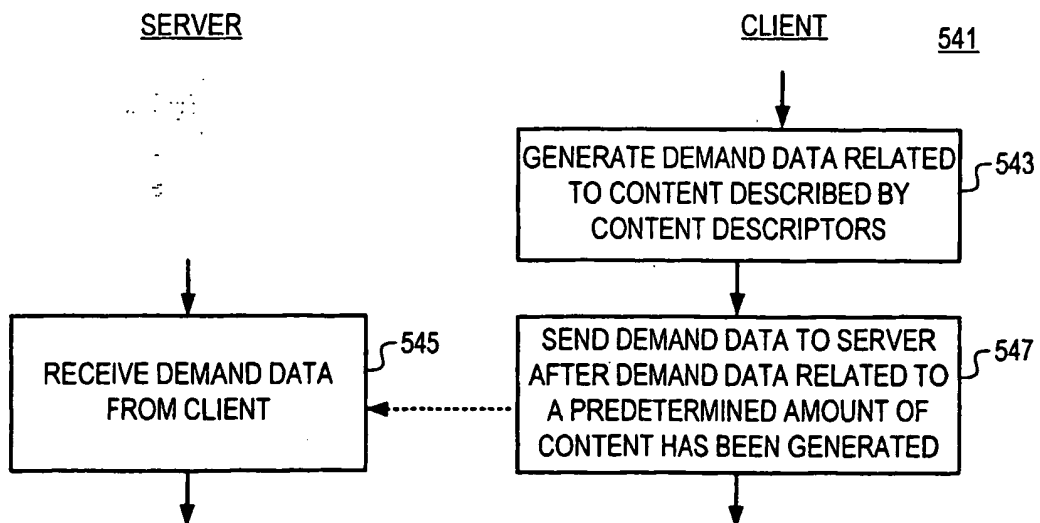 SERVER
CLIENT
541
GENERATE DEMAND DATA RELATED
TO CONTENT DESCRIBED BY
CONTENT DESCRIPTORS
543
RECEIVE DEMAND DATA
FROM CLIENT
545
SEND DEMAND DATA TO SERVER
AFTER DEMAND DATA RELATED TO
A PREDETERMINED AMOUNT OF
CONTENT HAS BEEN GENERATED
547